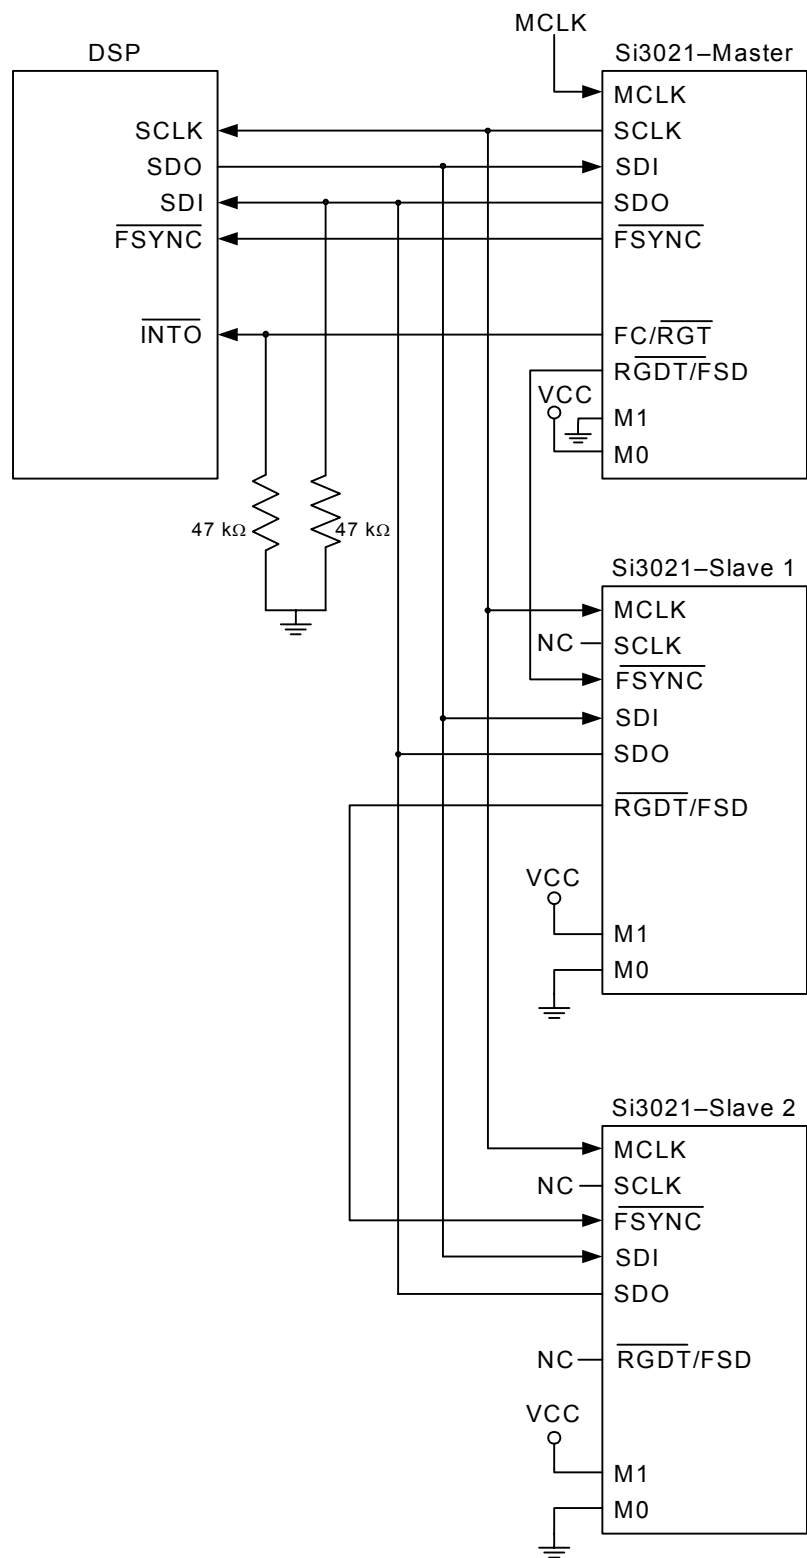 MCLK
DSP
SCLK
SDO
SDI
FSYNC
INTO
47 kΩ
47 kΩ
Si3021–Master
MCLK
SCLK
SDI
SDO
FSYNC
FC/RGT
RGDT/FSD
VCC
M1
M0
Si3021–Slave 1
MCLK
NC
SCLK
FSYNC
SDI
SDO
RGDT/FSD
VCC
M1
M0
Si3021–Slave 2
MCLK
NC
SCLK
FSYNC
SDI
SDO
NC
RGDT/FSD
VCC
M1
M0